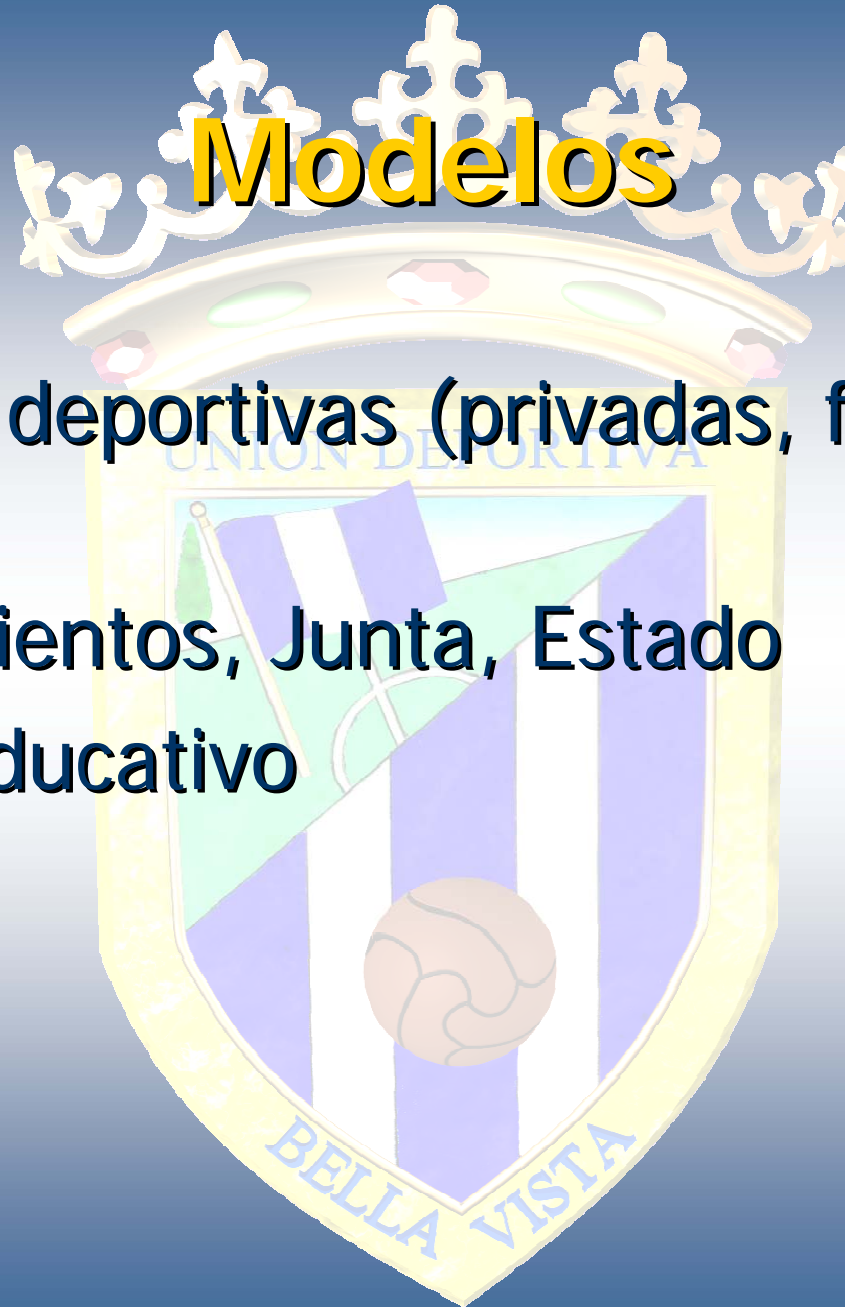 Modelos
deportivas (privadas, f
UNION DEPORTIVA
ientos, Junta, Estado
ducativo
BELLA VISTA